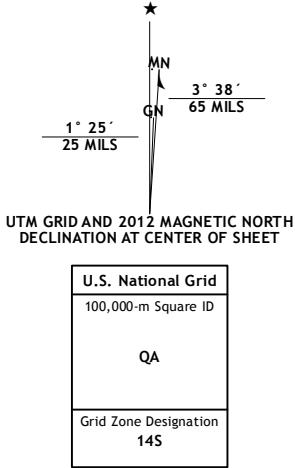 ★
MN
3° 38´
65 MILS
GN
1° 25´
25 MILS
UTM GRID AND 2012 MAGNETIC NORTH
DECLINATION AT CENTER OF SHEET
U.S. National Grid
100,000-m Square ID
QA
Grid Zone Designation
14S